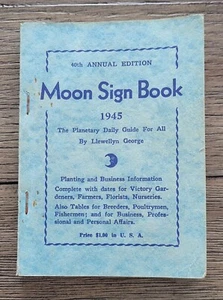 40th ANNUAL EDITION
Moon Sign Book
1945
The Planetary Daily Guide For All
By Llewellyn George
Planting and Business Information
Complete with dates for Victory Gar-
deners, Farmers, Florists, Nurseries.
Also Tables for Breeders, Poultrymen,
Fishermen; and for Business, Profes-
sional and Personal Affairs.
Price $1.00 in U. S. A.